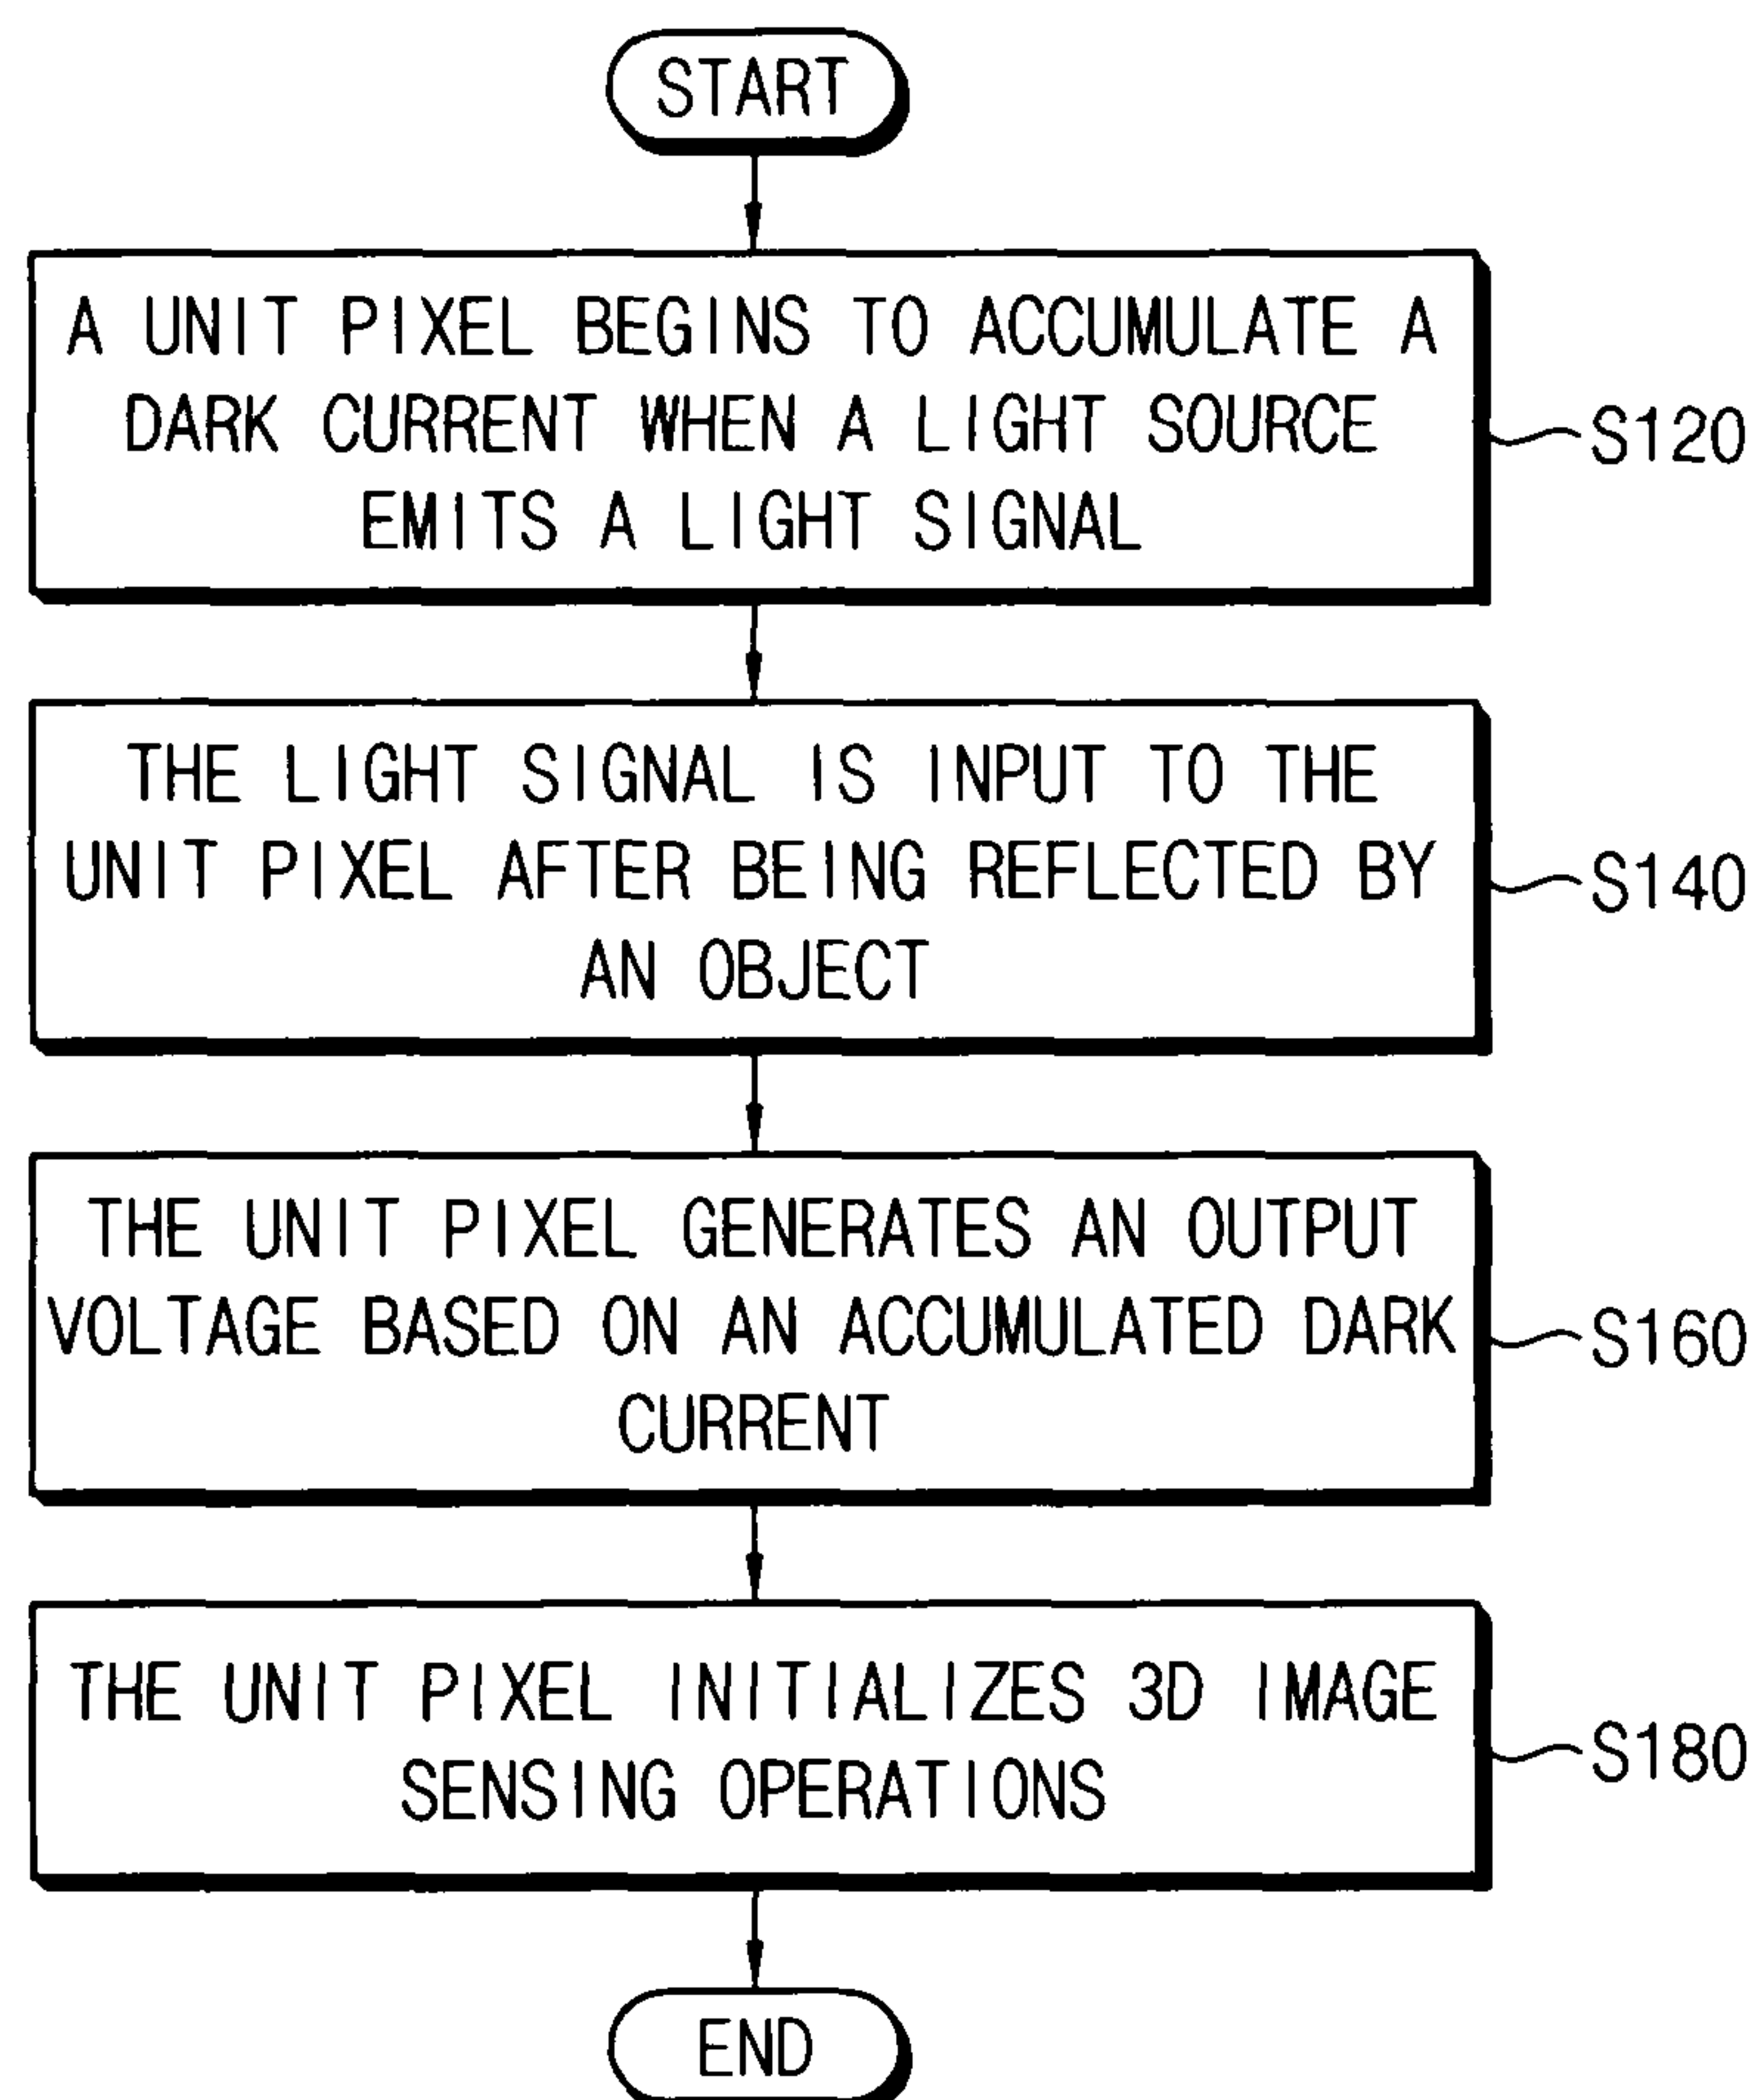 START
A UNIT PIXEL BEGINS TO ACCUMULATE A
DARK CURRENT WHEN A LIGHT SOURCE
EMITS A LIGHT SIGNAL
S120
THE LIGHT SIGNAL IS INPUT TO THE
UNIT PIXEL AFTER BEING REFLECTED BY
AN OBJECT
S140
THE UNIT PIXEL GENERATES AN OUTPUT
VOLTAGE BASED ON AN ACCUMULATED DARK
CURRENT
S160
THE UNIT PIXEL INITIALIZES 3D IMAGE
SENSING OPERATIONS
S180
END